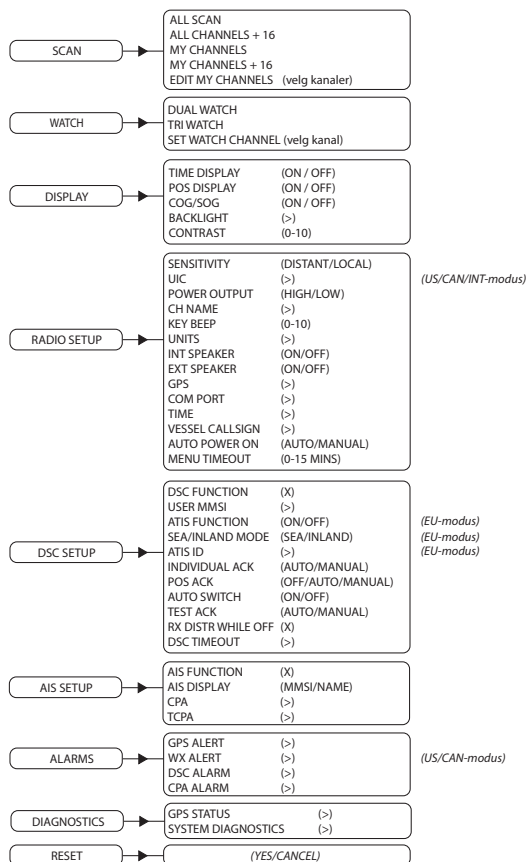 SCAN
ALL SCAN
ALL CHANNELS + 16
MY CHANNELS
MY CHANNELS + 16
EDIT MY CHANNELS (velg kanaler)
WATCH
DUAL WATCH
TRI WATCH
SET WATCH CHANNEL (velg kanal)
DISPLAY
TIME DISPLAY (ON / OFF)
POS DISPLAY (ON / OFF)
COG/SOG (ON / OFF)
BACKLIGHT (>)
CONTRAST (0-10)
RADIO SETUP
SENSITIVITY (DISTANT/LOCAL)
UIC (>) (US/CAN/INT-modus)
POWER OUTPUT (HIGH/LOW)
CH NAME (>)
KEY BEEP (0-10)
UNITS (>)
INT SPEAKER (ON/OFF)
EXT SPEAKER (ON/OFF)
GPS (>)
COM PORT (>)
TIME (>)
VESSEL CALLSIGN (>)
AUTO POWER ON (AUTO/MANUAL)
MENU TIMEOUT (0-15 MINS)
DSC SETUP
DSC FUNCTION (X)
USER MMSI (>)
ATIS FUNCTION (ON/OFF) (EU-modus)
SEA/INLAND MODE (SEA/INLAND) (EU-modus)
ATIS ID (>) (EU-modus)
INDIVIDUAL ACK (AUTO/MANUAL)
POS ACK (OFF/AUTO/MANUAL)
AUTO SWITCH (ON/OFF)
TEST ACK (AUTO/MANUAL)
RX DISTR WHILE OFF (X)
DSC TIMEOUT (>)
AIS SETUP
AIS FUNCTION (X)
AIS DISPLAY (MMSI/NAME)
CPA (>)
TCPA (>)
ALARMS
GPS ALERT (>)
WX ALERT (>) (US/CAN-modus)
DSC ALARM (>)
CPA ALARM (>)
DIAGNOSTICS
GPS STATUS (>)
SYSTEM DIAGNOSTICS (>)
RESET
(YES/CANCEL)